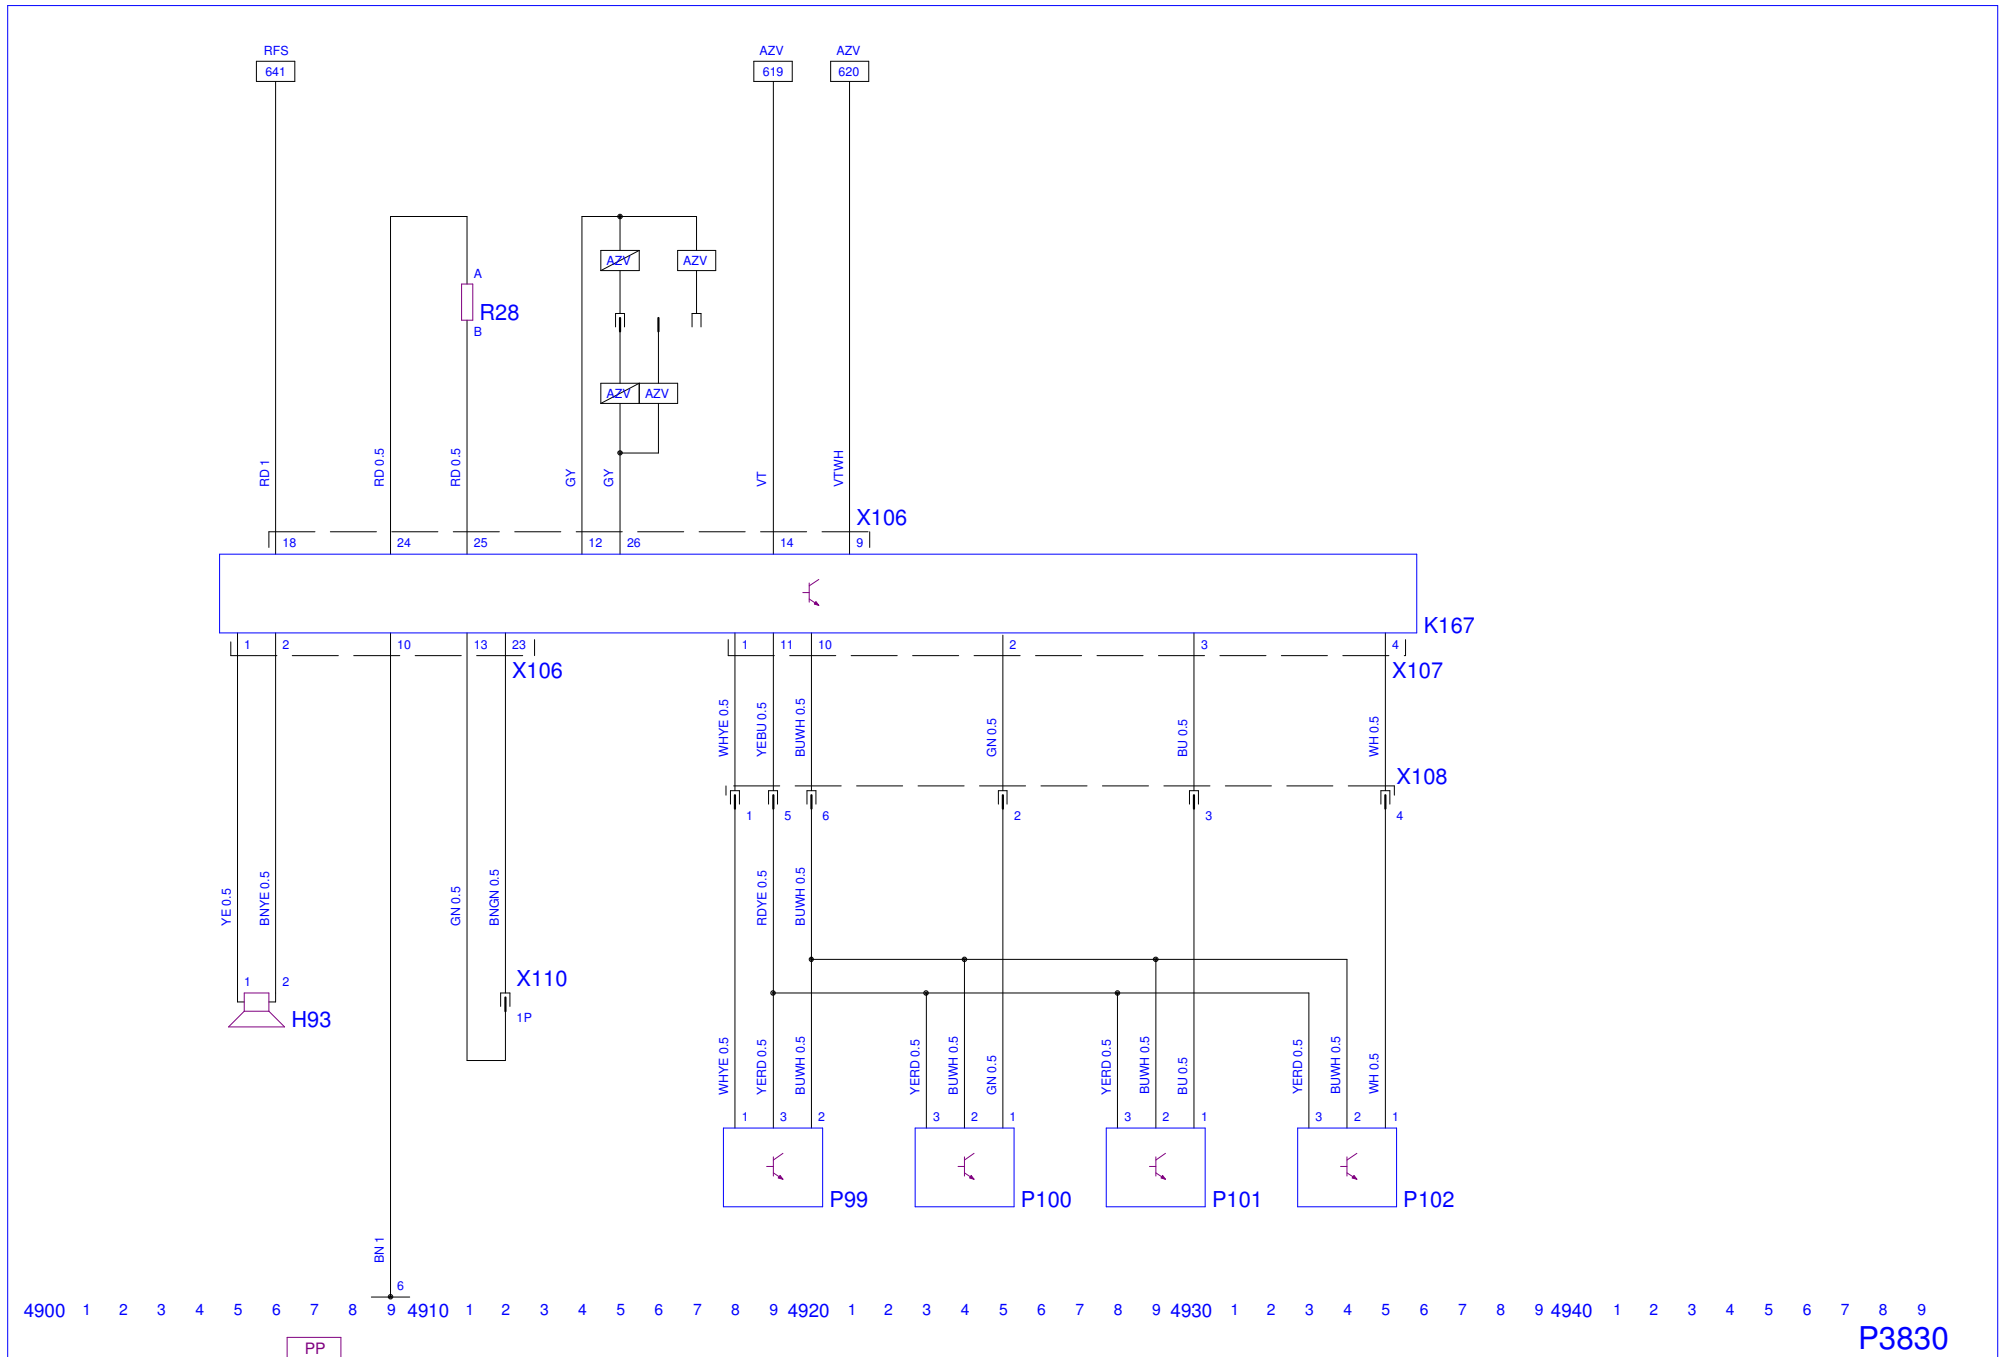 RFS AZV AZV
641 619 620
AZV AZV
A
R28
B
AZV AZV
RD 1 RD 0.5 RD 0.5 GY GY VT VTWH
X106
18 24 25 12 26 14 9
K167
1 2 10 13 23 1 11 10 2 3 4
X106 X107
WHYE 0.5 YEBU 0.5 BUWH 0.5 GN 0.5 BU 0.5 WH 0.5
X108
1 5 6 2 3 4
YE 0.5 BNYE 0.5 GN 0.5 BNGN 0.5 RDYE 0.5 BUWH 0.5
1 2 X110
H93 1P
WHYE 0.5 YERD 0.5 BUWH 0.5 YERD 0.5 BUWH 0.5 GN 0.5 YERD 0.5 BUWH 0.5 BU 0.5 YERD 0.5 BUWH 0.5 WH 0.5
1 3 2 3 2 1 3 2 1 3 2 1
P99 P100 P101 P102
BN 1
6
4900 1 2 3 4 5 6 7 8 9 4910 1 2 3 4 5 6 7 8 9 4920 1 2 3 4 5 6 7 8 9 4930 1 2 3 4 5 6 7 8 9 4940 1 2 3 4 5 6 7 8 9
PP P3830